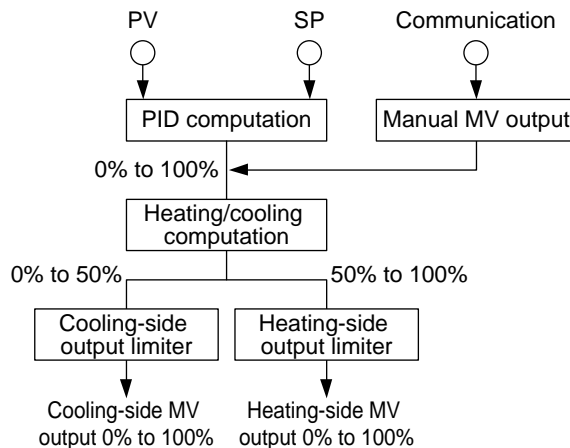 PV
SP
Communication
PID computation
Manual MV output
0% to 100%
Heating/cooling
computation
0% to 50%
50% to 100%
Cooling-side
output limiter
Heating-side
output limiter
Cooling-side MV
output 0% to 100%
Heating-side MV
output 0% to 100%